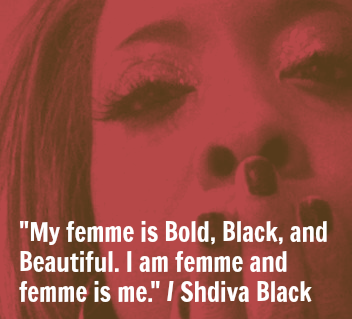 "My femme is Bold, Black, and
Beautiful. I am femme and
femme is me." / Shdiva Black